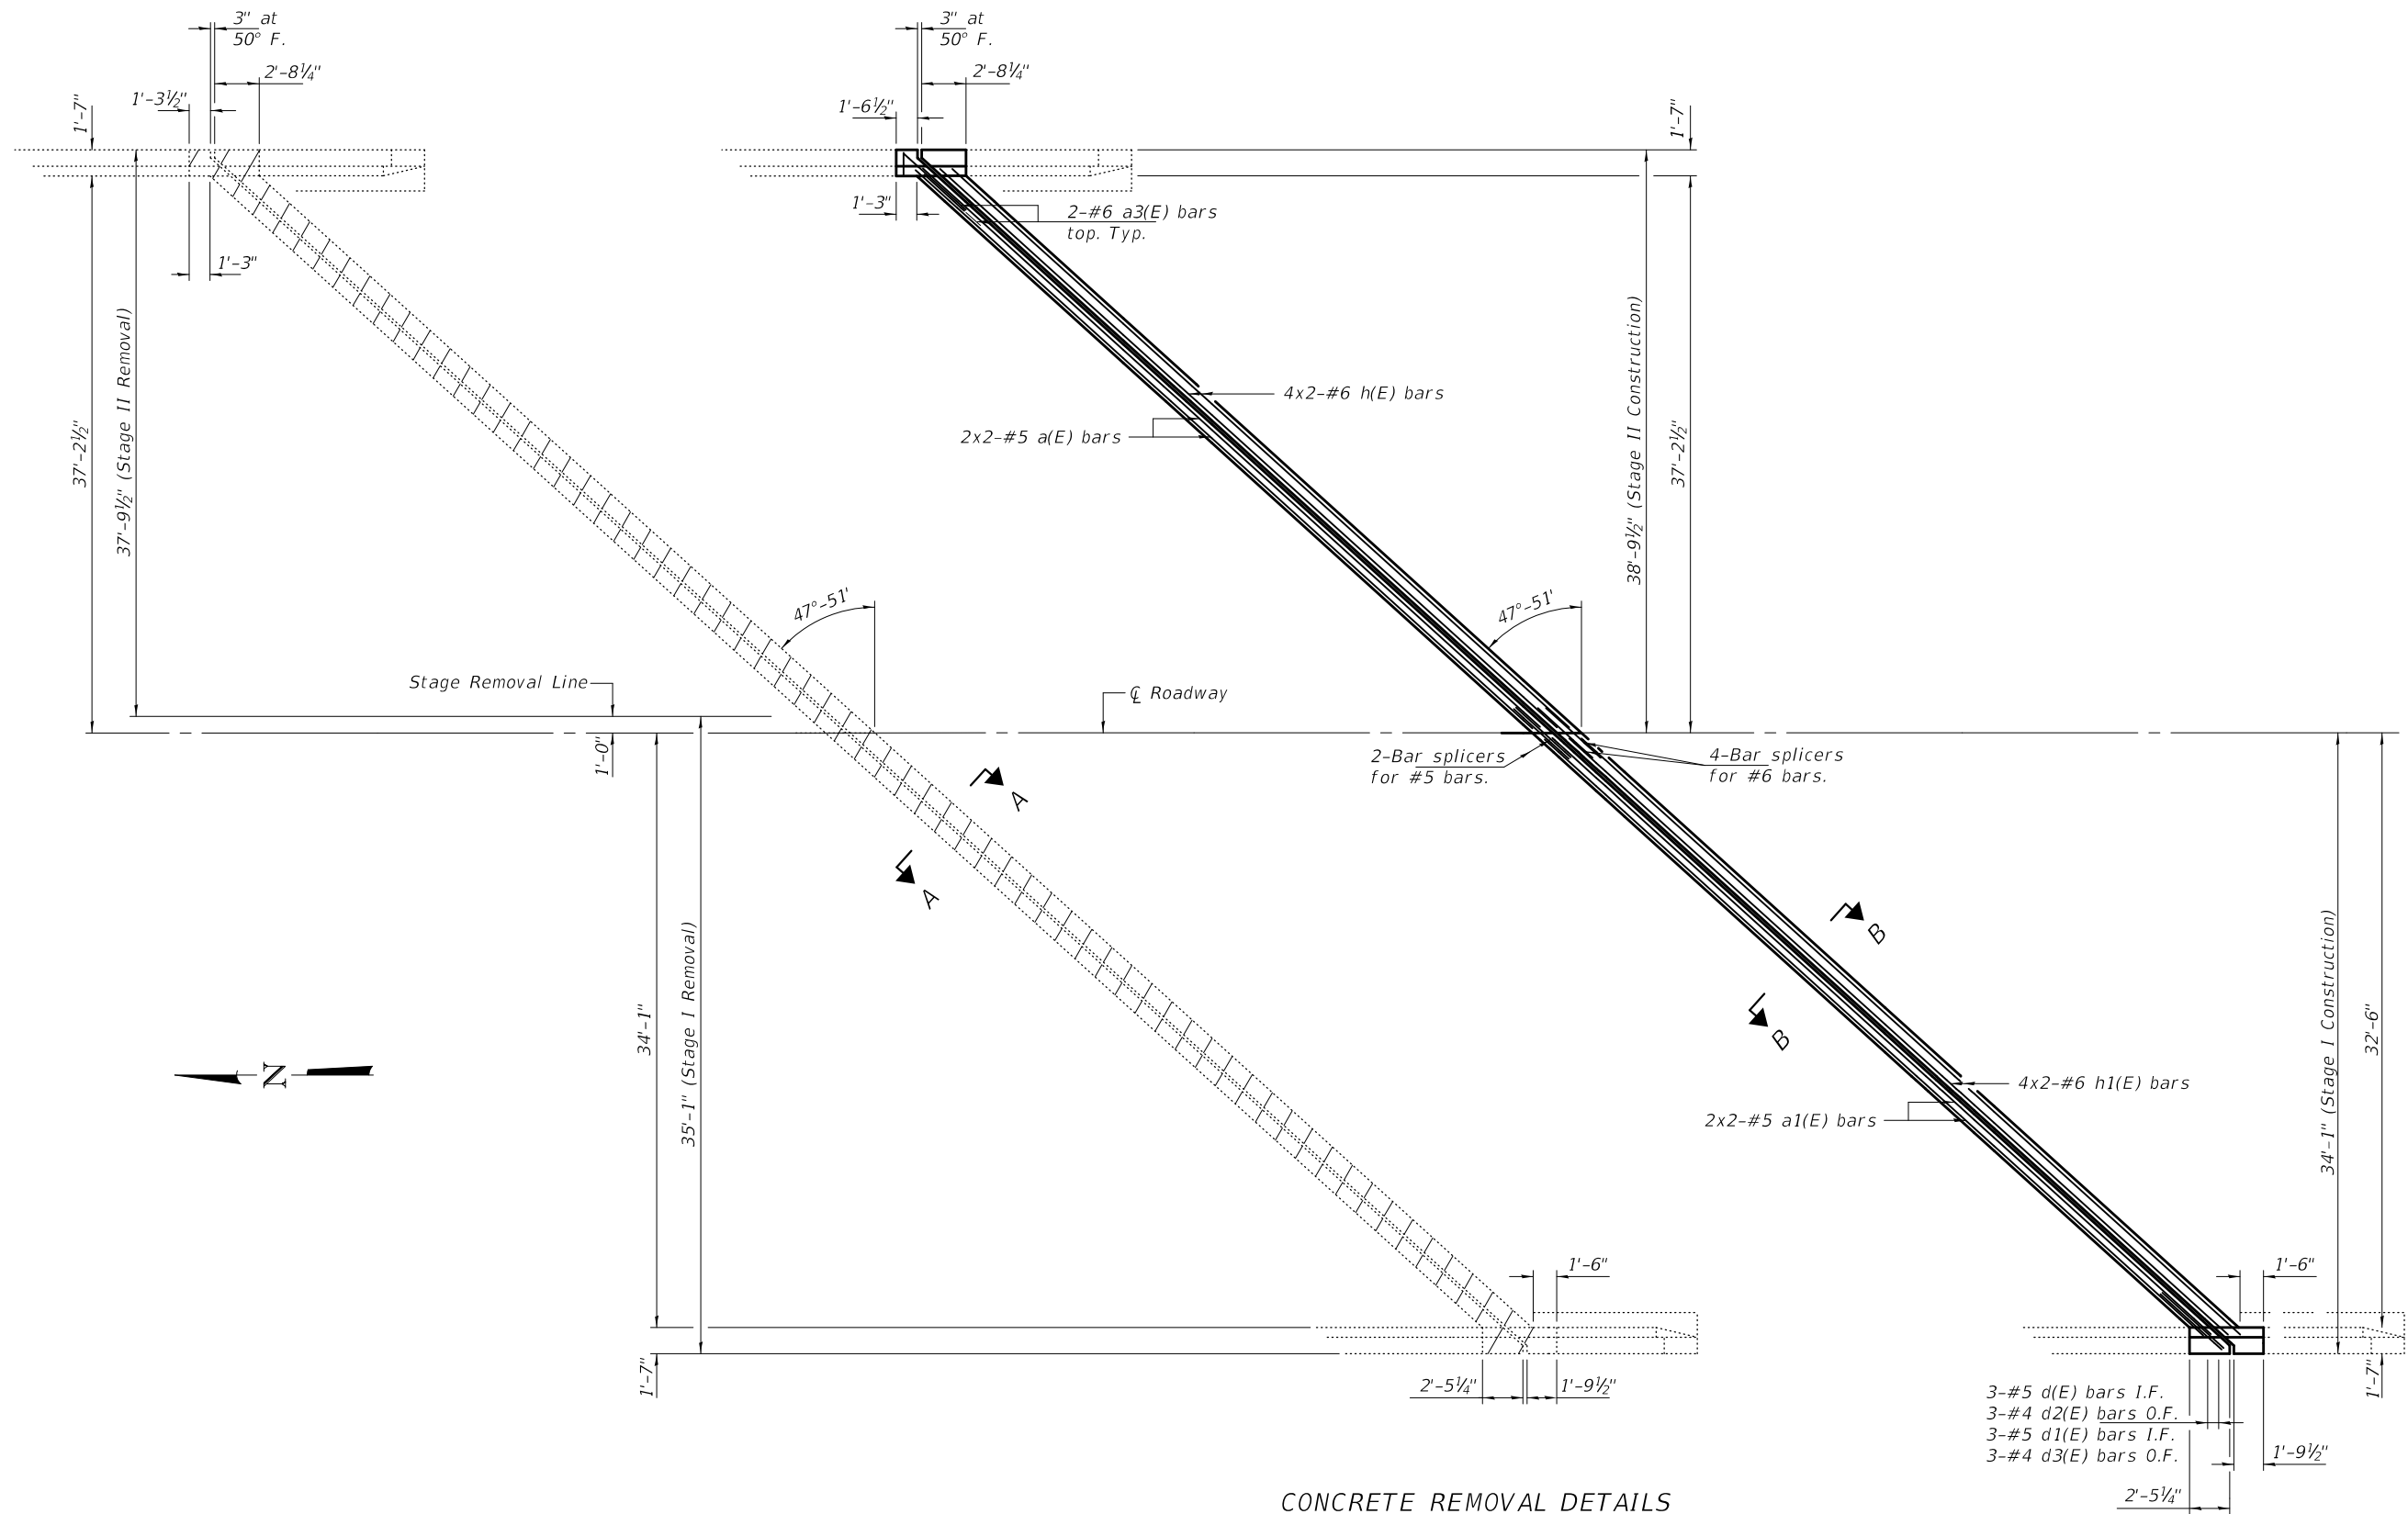 3" at
50° F.
2'-8¼"
1'-3½"
1'-7"
1'-3"
37'-2½"
37'-9½" (Stage II Removal)
3" at
50° F.
2'-8¼"
1'-6½"
1'-7"
1'-3"
2-#6 a3(E) bars
top. Typ.
4x2-#6 h(E) bars
2x2-#5 a(E) bars
38'-9½" (Stage II Construction)
37'-2½"
47°-51'
47°-51'
Stage Removal Line
℄ Roadway
1'-0"
2-Bar splicers
for #5 bars.
4-Bar splicers
for #6 bars.
A
A
B
B
34'-1"
35'-1" (Stage I Removal)
34'-1" (Stage I Construction)
32'-6"
N
4x2-#6 h1(E) bars
2x2-#5 a1(E) bars
1'-6"
1'-6"
1'-7"
2'-5¼"
1'-9½"
1'-7"
3-#5 d(E) bars I.F.
3-#4 d2(E) bars O.F.
3-#5 d1(E) bars I.F.
3-#4 d3(E) bars O.F.
1'-9½"
2'-5¼"
CONCRETE REMOVAL DETAILS